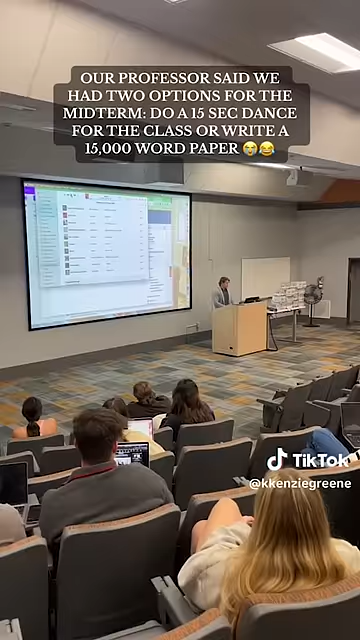 OUR PROFESSOR SAID WE
HAD TWO OPTIONS FOR THE
MIDTERM: DO A 15 SEC DANCE
FOR THE CLASS OR WRITE A
15,000 WORD PAPER 😭😂
TikTok
@kkenziegreene